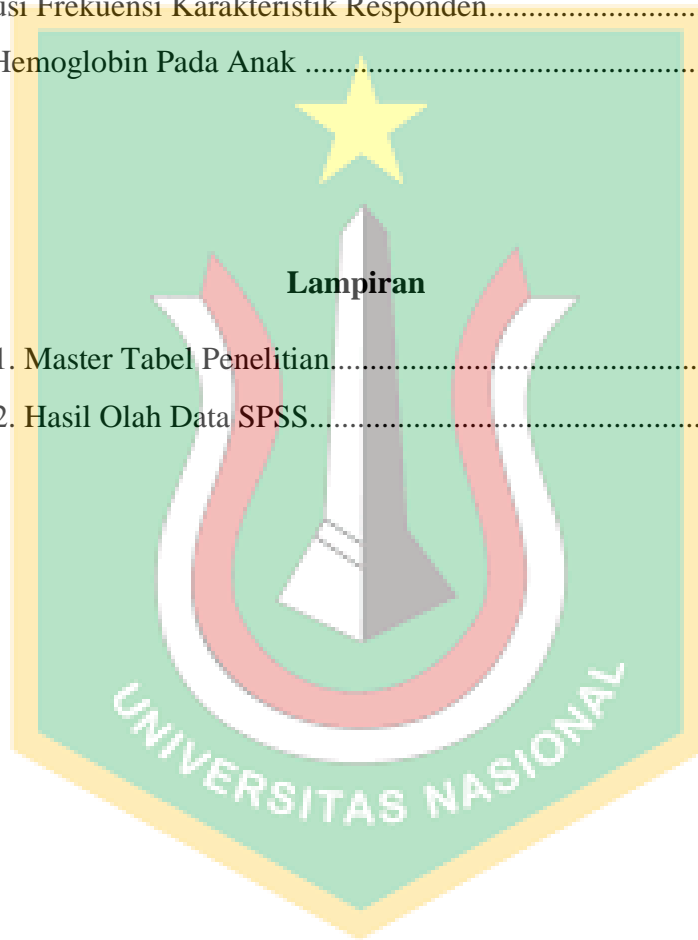 Frekuensi Karakteristik Responden...............................
Hemoglobin Pada Anak ............................................................
Lampiran
1. Master Tabel Penelitian.........................................................
2. Hasil Olah Data SPSS............................................................
UNIVERSITAS NASIONAL